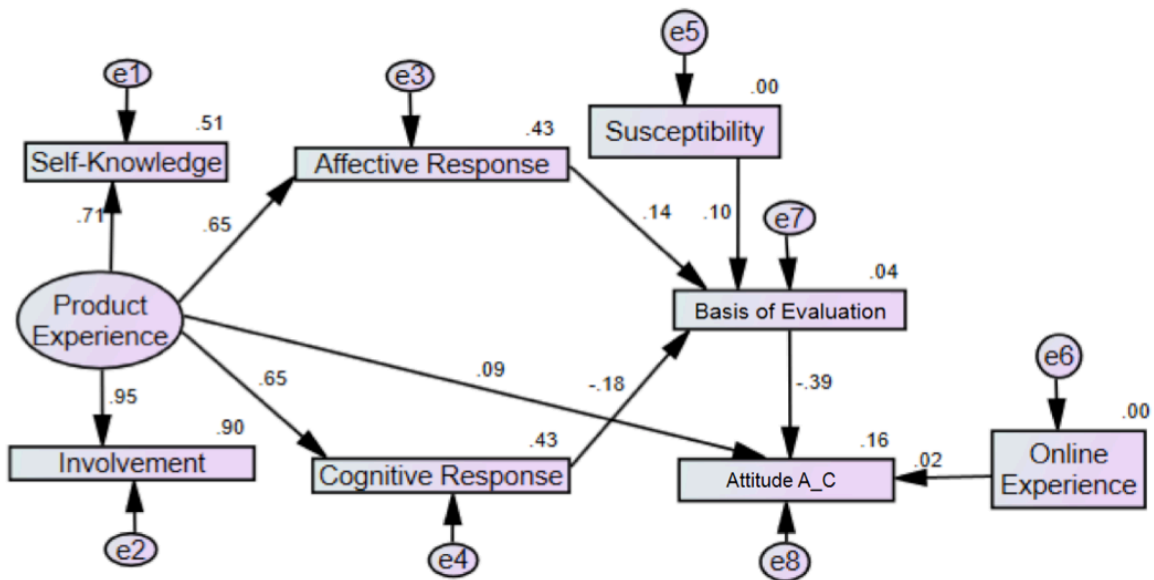 e5
e1
e3
.00
.51
.43
Susceptibility
Self-Knowledge
Affective Response
.71
.65
.14
.10
e7
.04
Product
Experience
Basis of Evaluation
e6
.65
.09
-.18
-.39
.95
.90
.43
.16
.00
Involvement
Cognitive Response
Attitude A_C
.02
Online
Experience
e2
e4
e8